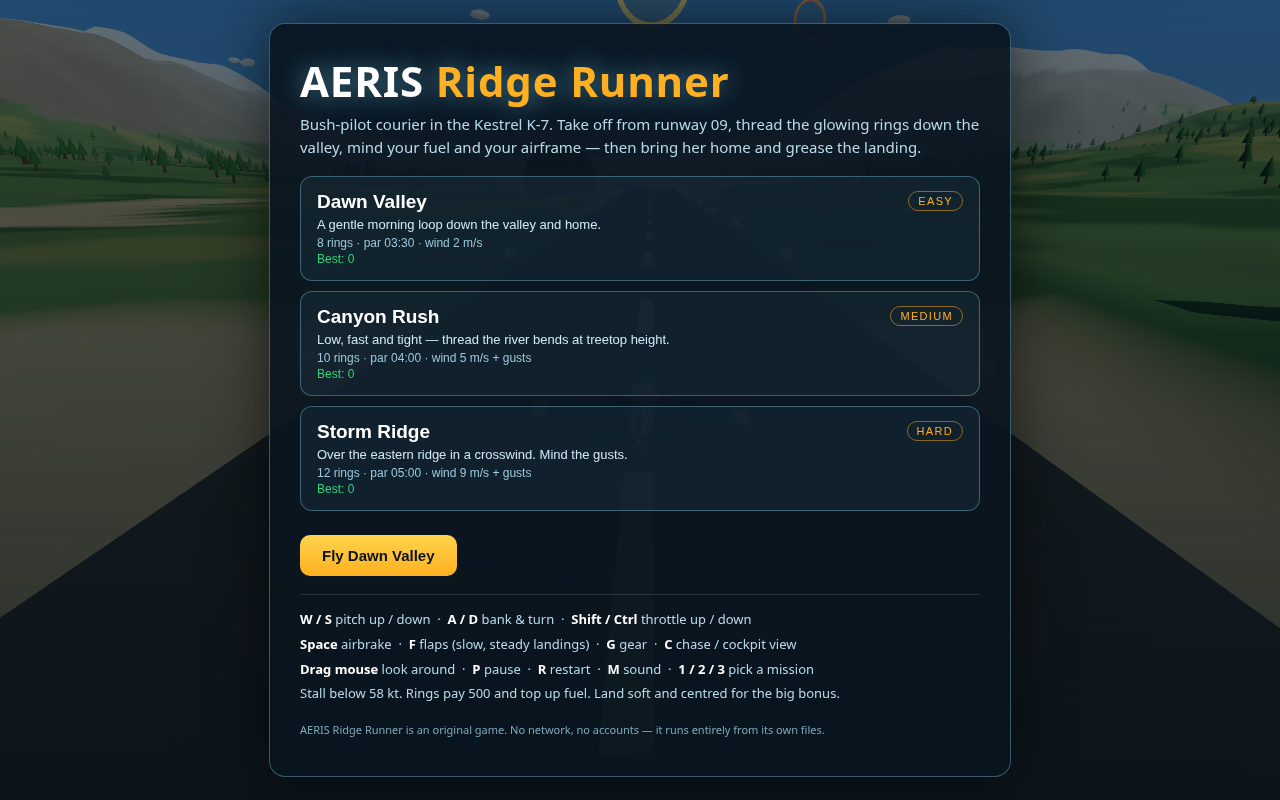 AERIS Ridge Runner
Bush-pilot courier in the Kestrel K-7. Take off from runway 09, thread the glowing rings down the
valley, mind your fuel and your airframe — then bring her home and grease the landing.
Dawn Valley EASY
A gentle morning loop down the valley and home.
8 rings · par 03:30 · wind 2 m/s
Best: 0
Canyon Rush MEDIUM
Low, fast and tight — thread the river bends at treetop height.
10 rings · par 04:00 · wind 5 m/s + gusts
Best: 0
Storm Ridge HARD
Over the eastern ridge in a crosswind. Mind the gusts.
12 rings · par 05:00 · wind 9 m/s + gusts
Best: 0
Fly Dawn Valley
W / S pitch up / down · A / D bank & turn · Shift / Ctrl throttle up / down
Space airbrake · F flaps (slow, steady landings) · G gear · C chase / cockpit view
Drag mouse look around · P pause · R restart · M sound · 1 / 2 / 3 pick a mission
Stall below 58 kt. Rings pay 500 and top up fuel. Land soft and centred for the big bonus.
AERIS Ridge Runner is an original game. No network, no accounts — it runs entirely from its own files.